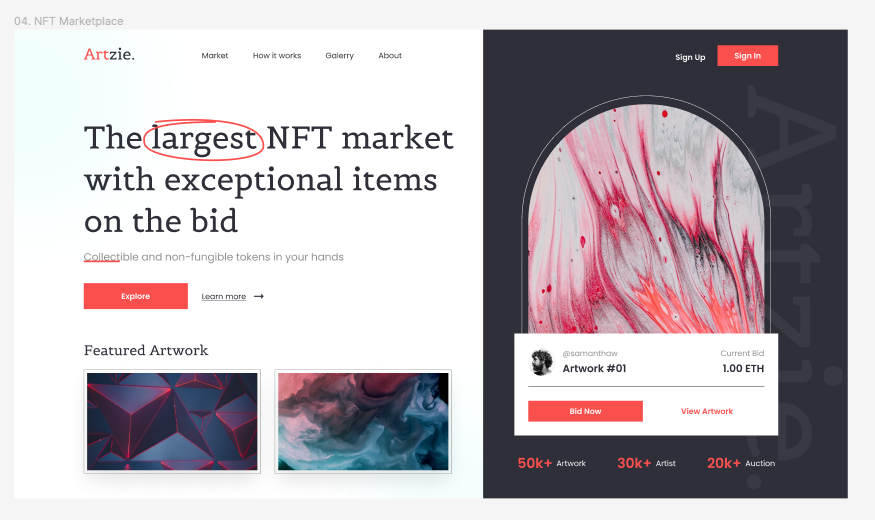 04. NFT Marketplace
Artzie.
Market
How it works
Galerry
About
Sign Up
Sign In
The largest NFT market
with exceptional items
on the bid
Collectible and non-fungible tokens in your hands
Explore
Learn more
Featured Artwork
Artzie.
@samanthaw
Artwork #01
Current Bid
1.00 ETH
Bid Now
View Artwork
50k+ Artwork
30k+ Artist
20k+ Auction